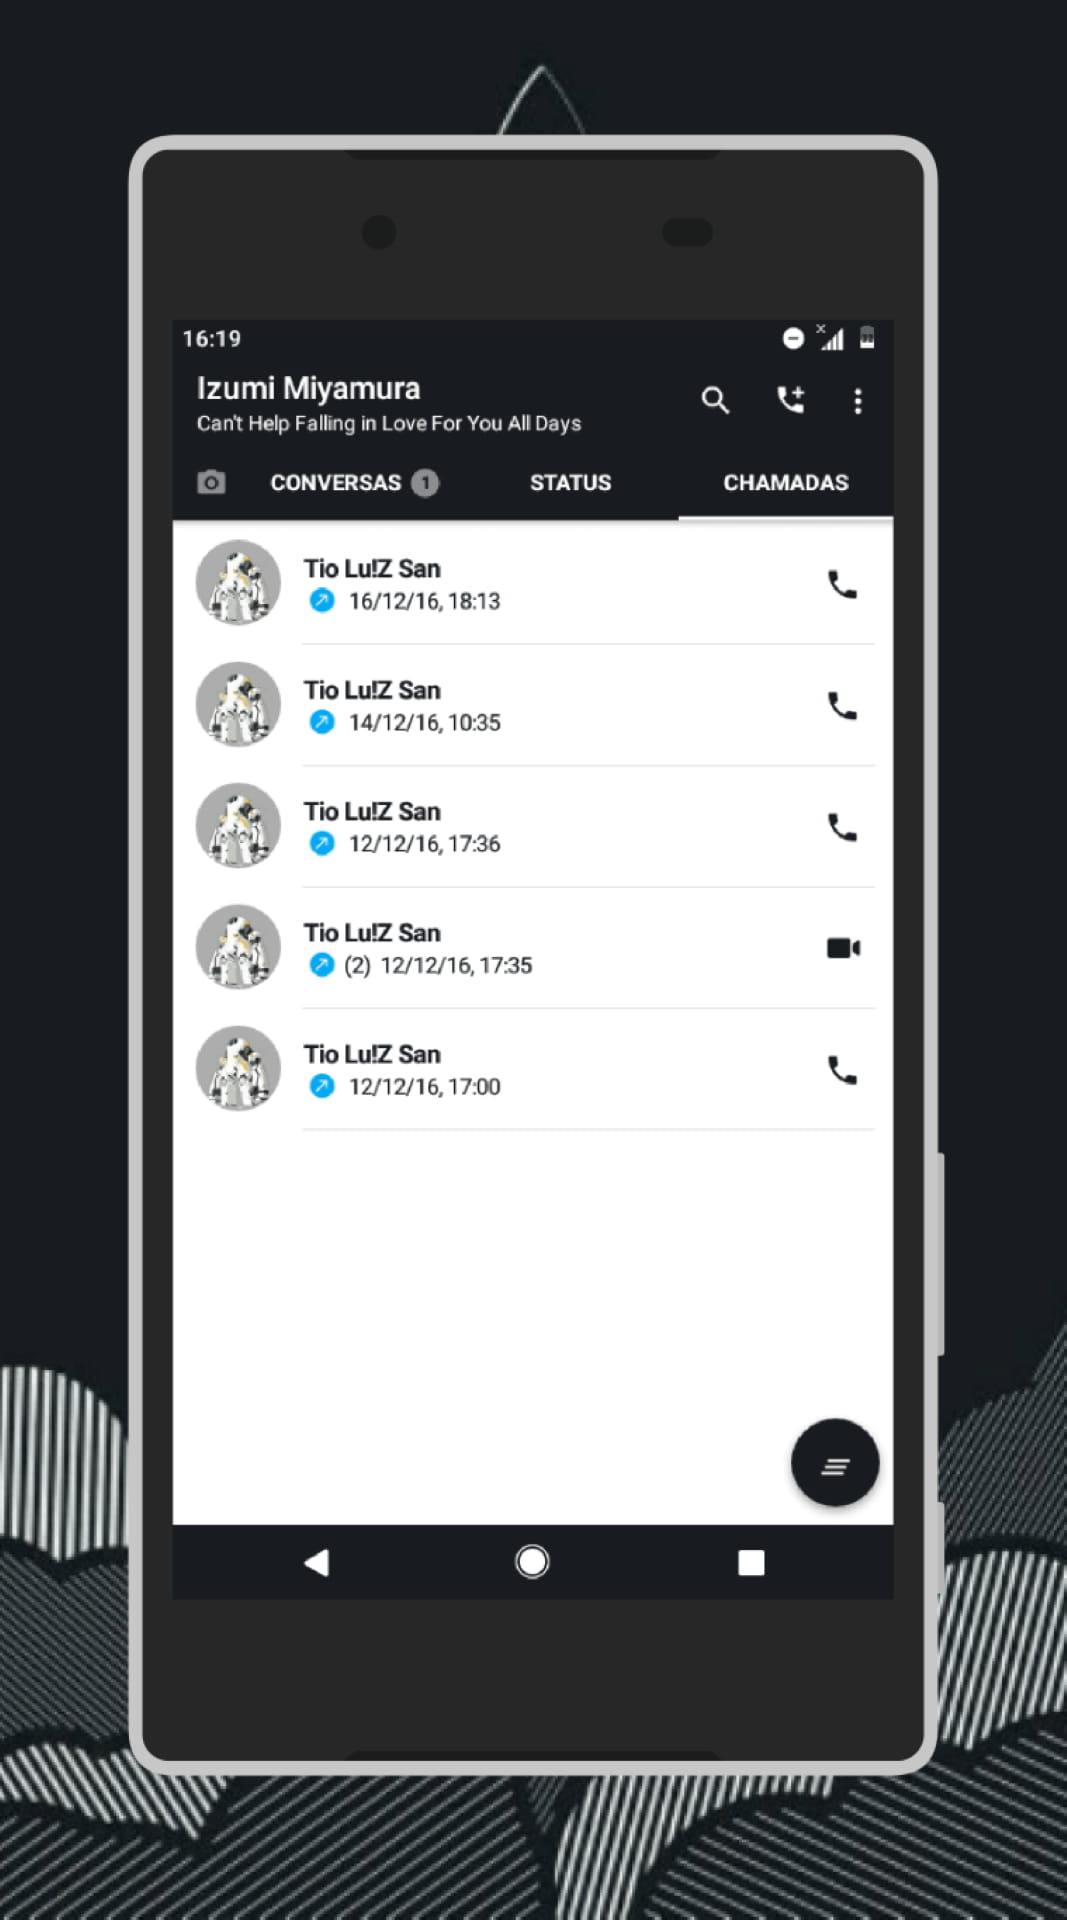 16:19
Izumi Miyamura
Can't Help Falling in Love For You All Days
CONVERSAS 1
STATUS
CHAMADAS
Tio Lu!Z San
16/12/16, 18:13
Tio Lu!Z San
14/12/16, 10:35
Tio Lu!Z San
12/12/16, 17:36
Tio Lu!Z San
(2) 12/12/16, 17:35
Tio Lu!Z San
12/12/16, 17:00